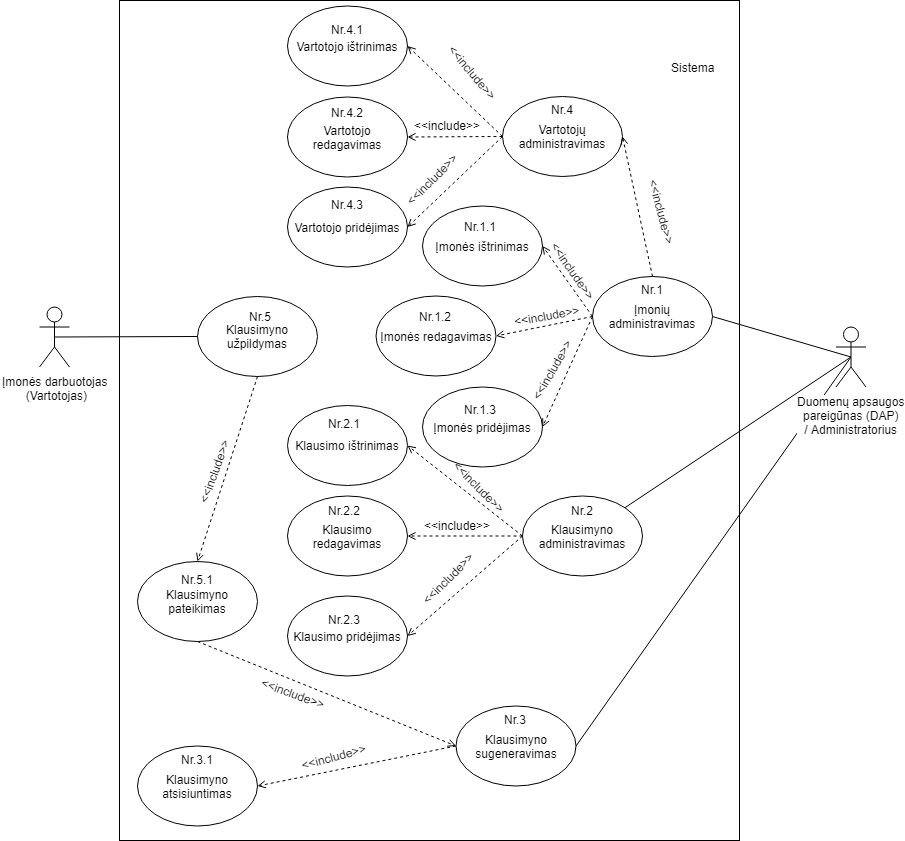 Nr.4.1
Vartotojo ištrinimas
<<include>>
Sistema
Nr.4
Vartotojų
administravimas
Nr.4.2
Vartotojo
redagavimas
<<include>>
<<include>>
Nr.4.3
Vartotojo pridėjimas
<<include>>
Nr.1.1
Įmonės ištrinimas
<<include>>
Nr.1
Įmonių
administravimas
Nr.5
Klausimyno
užpildymas
Nr.1.2
Įmonės redagavimas
<<include>>
<<include>>
Įmonės darbuotojas
(Vartotojas)
Duomenų apsaugos
pareigūnas (DAP)
/ Administratorius
Nr.1.3
Įmonės pridėjimas
Nr.2.1
Klausimo ištrinimas
<<include>>
<<include>>
Nr.2.2
Klausimo
redagavimas
<<include>>
Nr.2
Klausimyno
administravimas
Nr.5.1
Klausimyno
pateikimas
<<include>>
Nr.2.3
Klausimo pridėjimas
<<include>>
Nr.3
Klausimyno
sugeneravimas
<<include>>
Nr.3.1
Klausimyno
atsisiuntimas